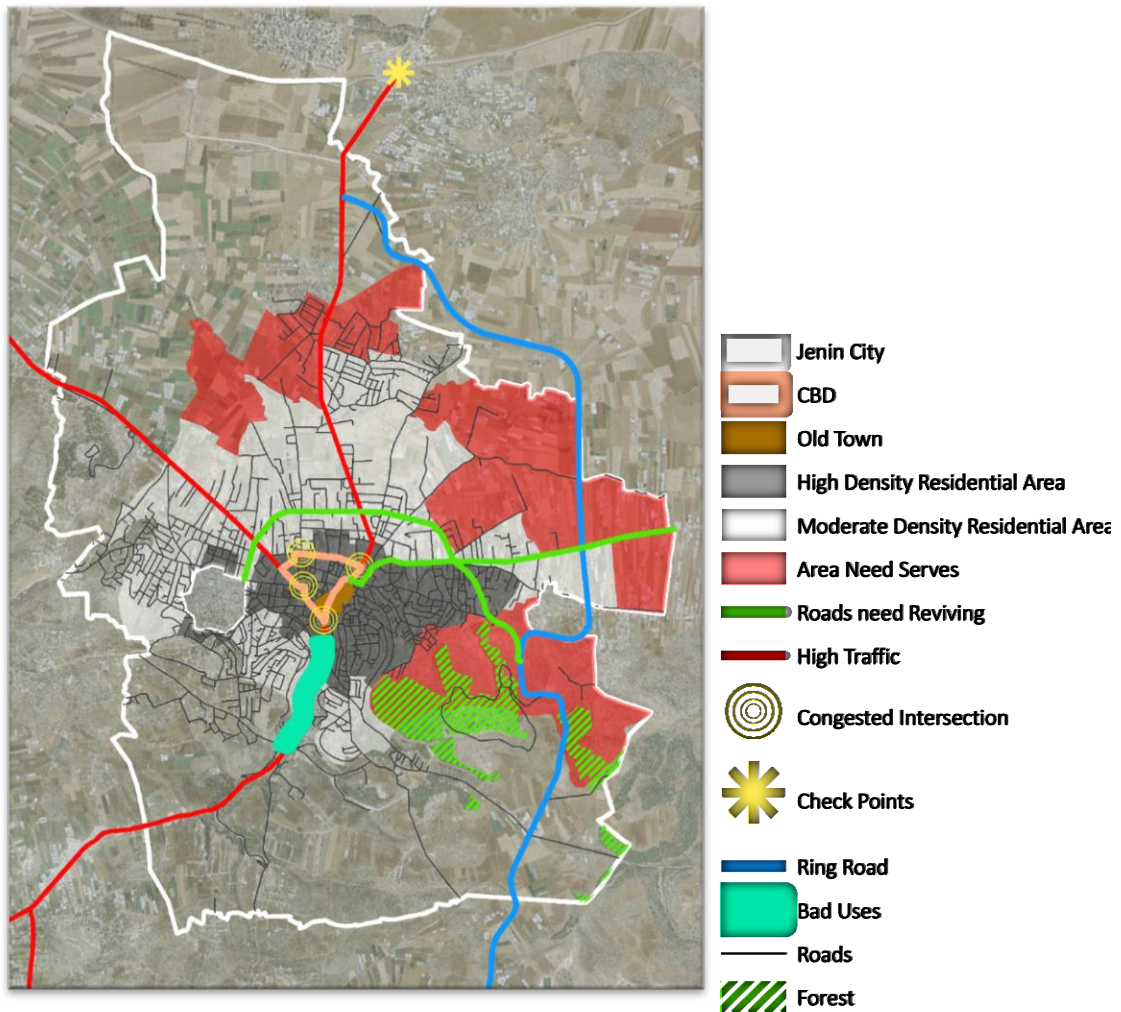 Jenin City
CBD
Old Town
High Density Residential Area
Moderate Density Residential Area
Area Need Serves
Roads need Reviving
High Traffic
Congested Intersection
Check Points
Ring Road
Bad Uses
Roads
Forest